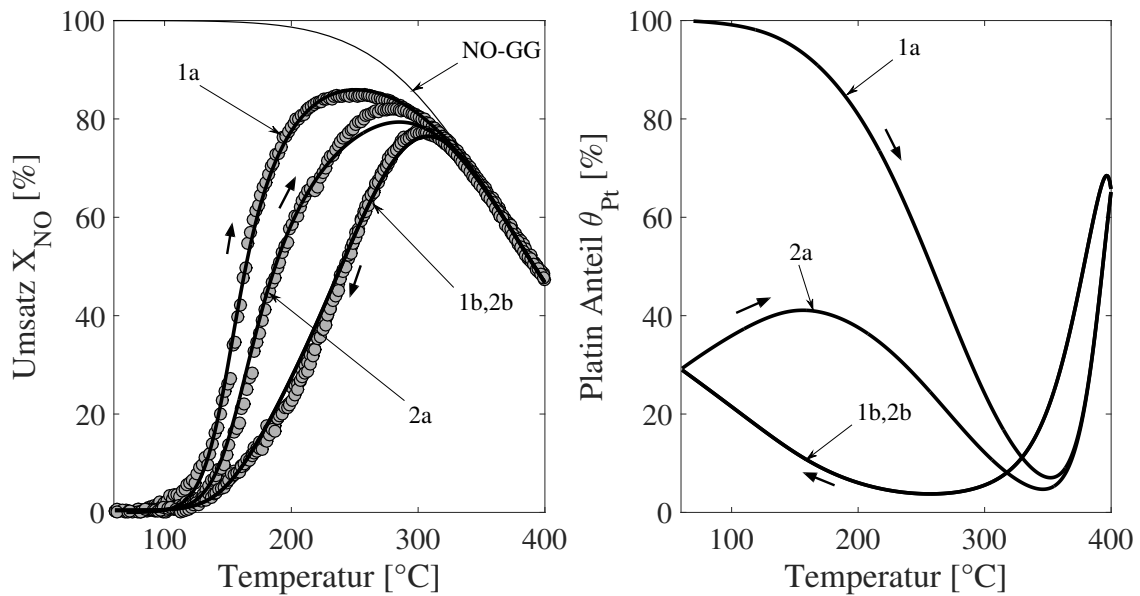 100
80
60
40
20
0
100
200
300
400
Umsatz X_NO [%]
Temperatur [°C]
NO-GG
1a
1b,2b
2a
100
80
60
40
20
0
100
200
300
400
Platin Anteil θ_Pt [%]
Temperatur [°C]
1a
2a
1b,2b